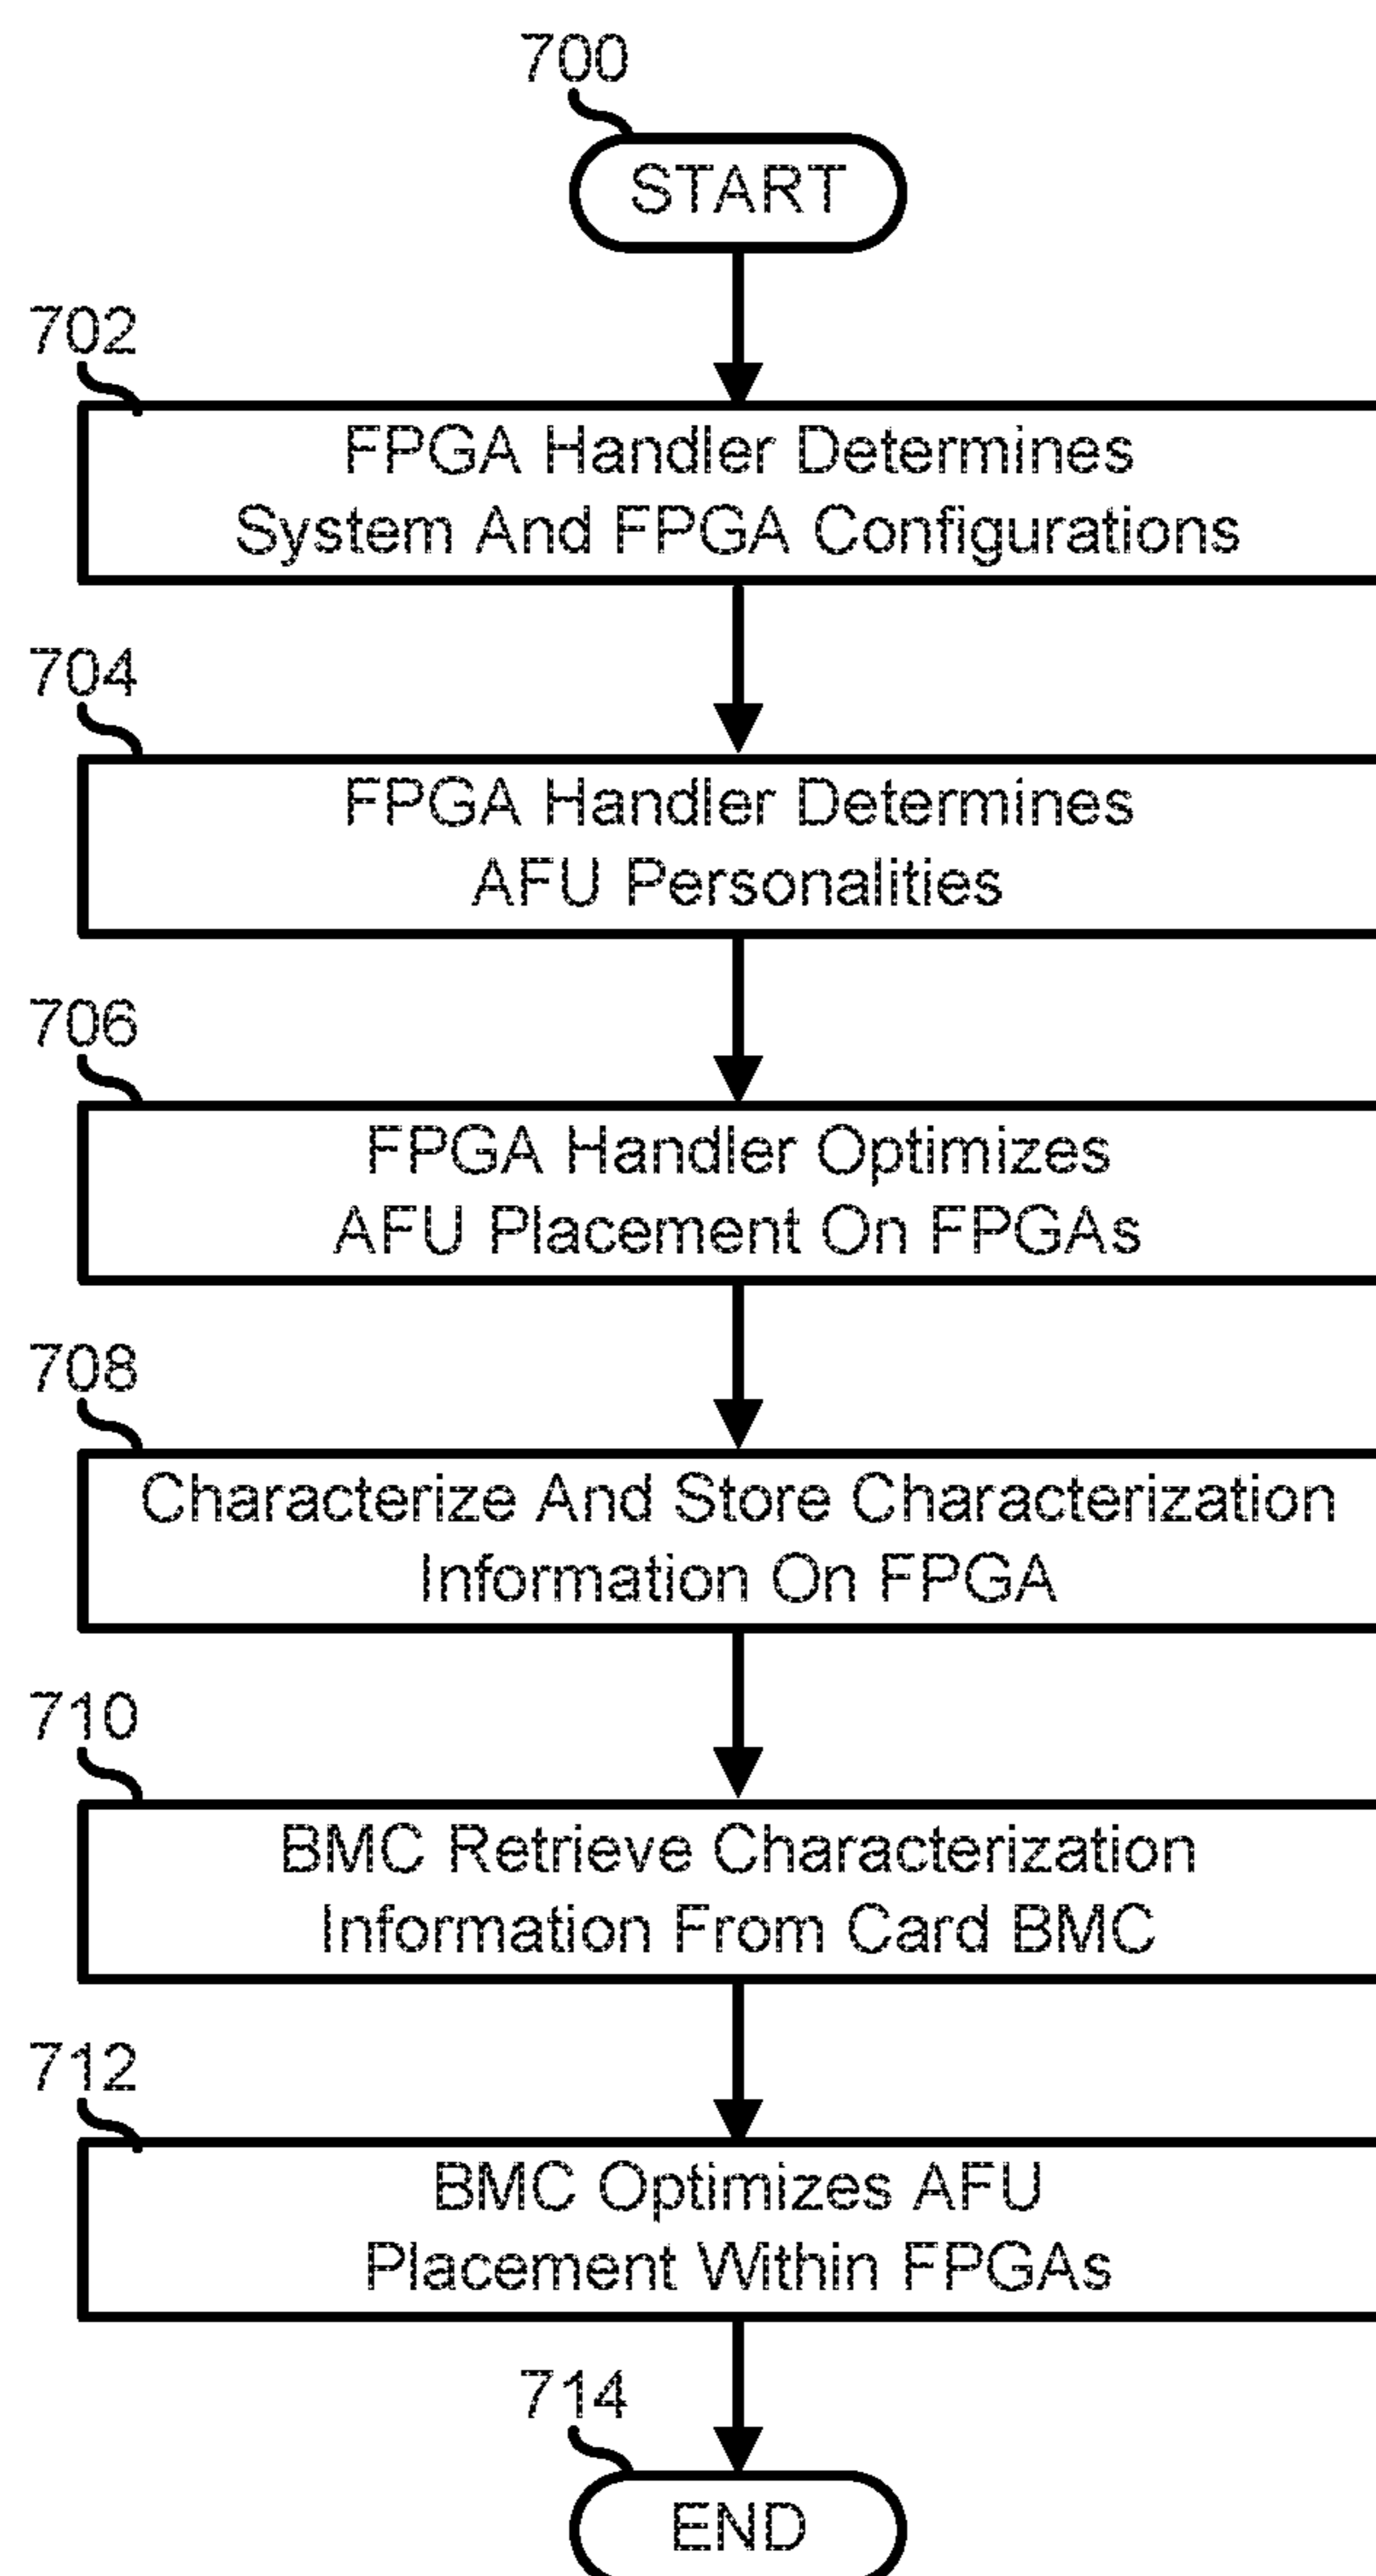 700
START
702
FPGA Handler Determines
System And FPGA Configurations
704
FPGA Handler Determines
AFU Personalities
706
FPGA Handler Optimizes
AFU Placement On FPGAs
708
Characterize And Store Characterization
Information On FPGA
710
BMC Retrieve Characterization
Information From Card BMC
712
BMC Optimizes AFU
Placement Within FPGAs
714
END